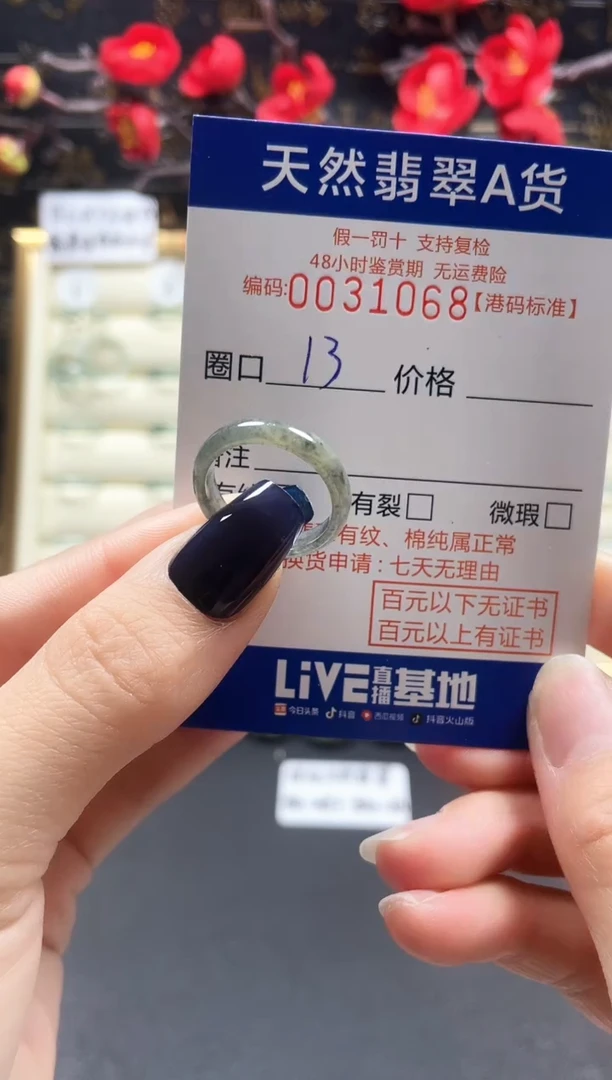 天然翡翠A货
假一罚十 支持复检
48小时鉴赏期 无运费险
编码:0031068【港码标准】
圈口 13 价格
注
有裂□ 微瑕□
有纹、棉纯属正常
换货申请:七天无理由
百元以下无证书
百元以上有证书
LiVE直播基地
今日头条 抖音 西瓜视频 抖音火山版